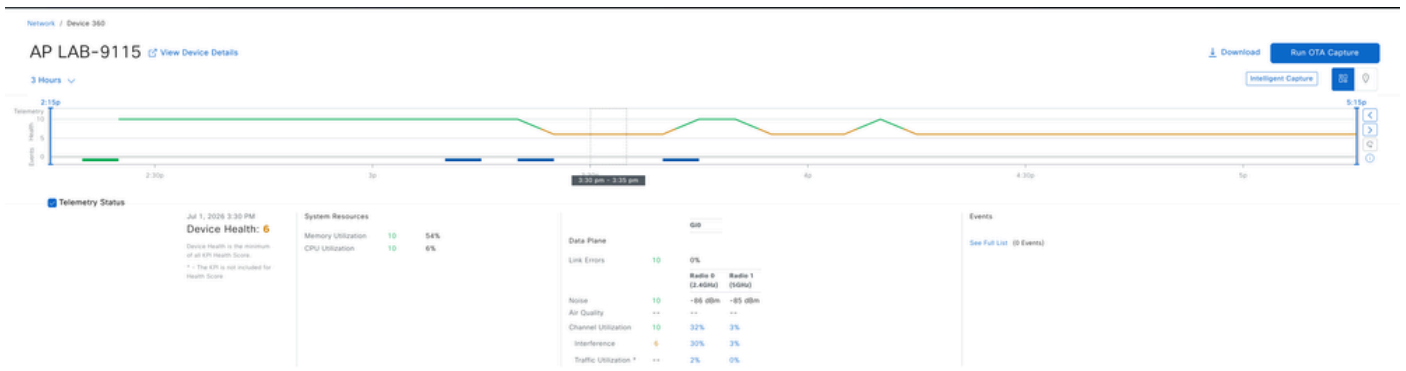 Network / Device 360
AP LAB-9115 View Device Details
Download
Run OTA Capture
3 Hours
Intelligent Capture
2:15p
5:15p
Telemetry
Health
10
5
Events
0
2:30p
3p
3:30 pm - 3:35 pm
4p
4:30p
5p
Telemetry Status
Jul 1, 2026 3:30 PM
Device Health: 6
Device Health is the minimum
of all KPI Health Score.
* - The KPI is not included for
Health Score
System Resources
Memory Utilization 10 54%
CPU Utilization 10 6%
Gi0
Data Plane
Link Errors 10 0%
Radio 0 Radio 1
(2.4GHz) (5GHz)
Noise 10 -86 dBm -85 dBm
Air Quality -- -- --
Channel Utilization 10 32% 3%
Interference 6 30% 3%
Traffic Utilization * -- 2% 0%
Events
See Full List (0 Events)